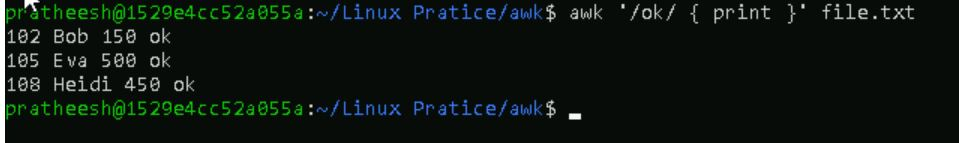 pratheesh@1529e4cc52a055a:~/Linux Pratice/awk$ awk '/ok/ { print }' file.txt
102 Bob 150 ok
105 Eva 500 ok
108 Heidi 450 ok
pratheesh@1529e4cc52a055a:~/Linux Pratice/awk$